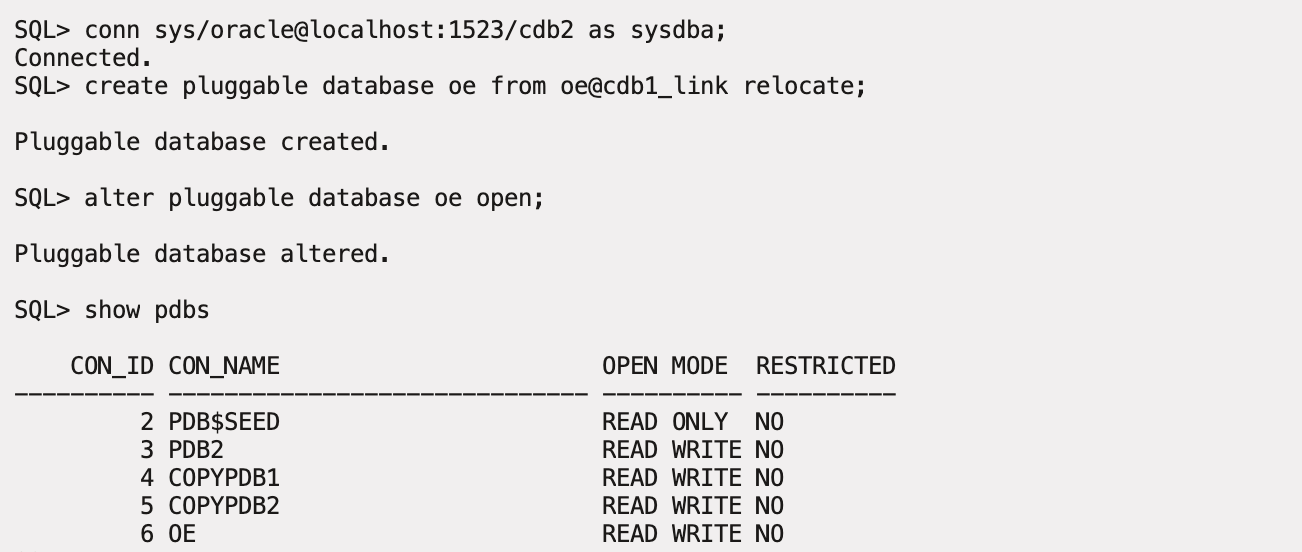 SQL> conn sys/oracle@localhost:1523/cdb2 as sysdba;
Connected.
SQL> create pluggable database oe from oe@cdb1_link relocate;
Pluggable database created.
SQL> alter pluggable database oe open;
Pluggable database altered.
SQL> show pdbs
    CON_ID CON_NAME                       OPEN MODE  RESTRICTED
---------- ------------------------------ ---------- ----------
         2 PDB$SEED                       READ ONLY  NO
         3 PDB2                           READ WRITE NO
         4 COPYPDB1                       READ WRITE NO
         5 COPYPDB2                       READ WRITE NO
         6 OE                             READ WRITE NO